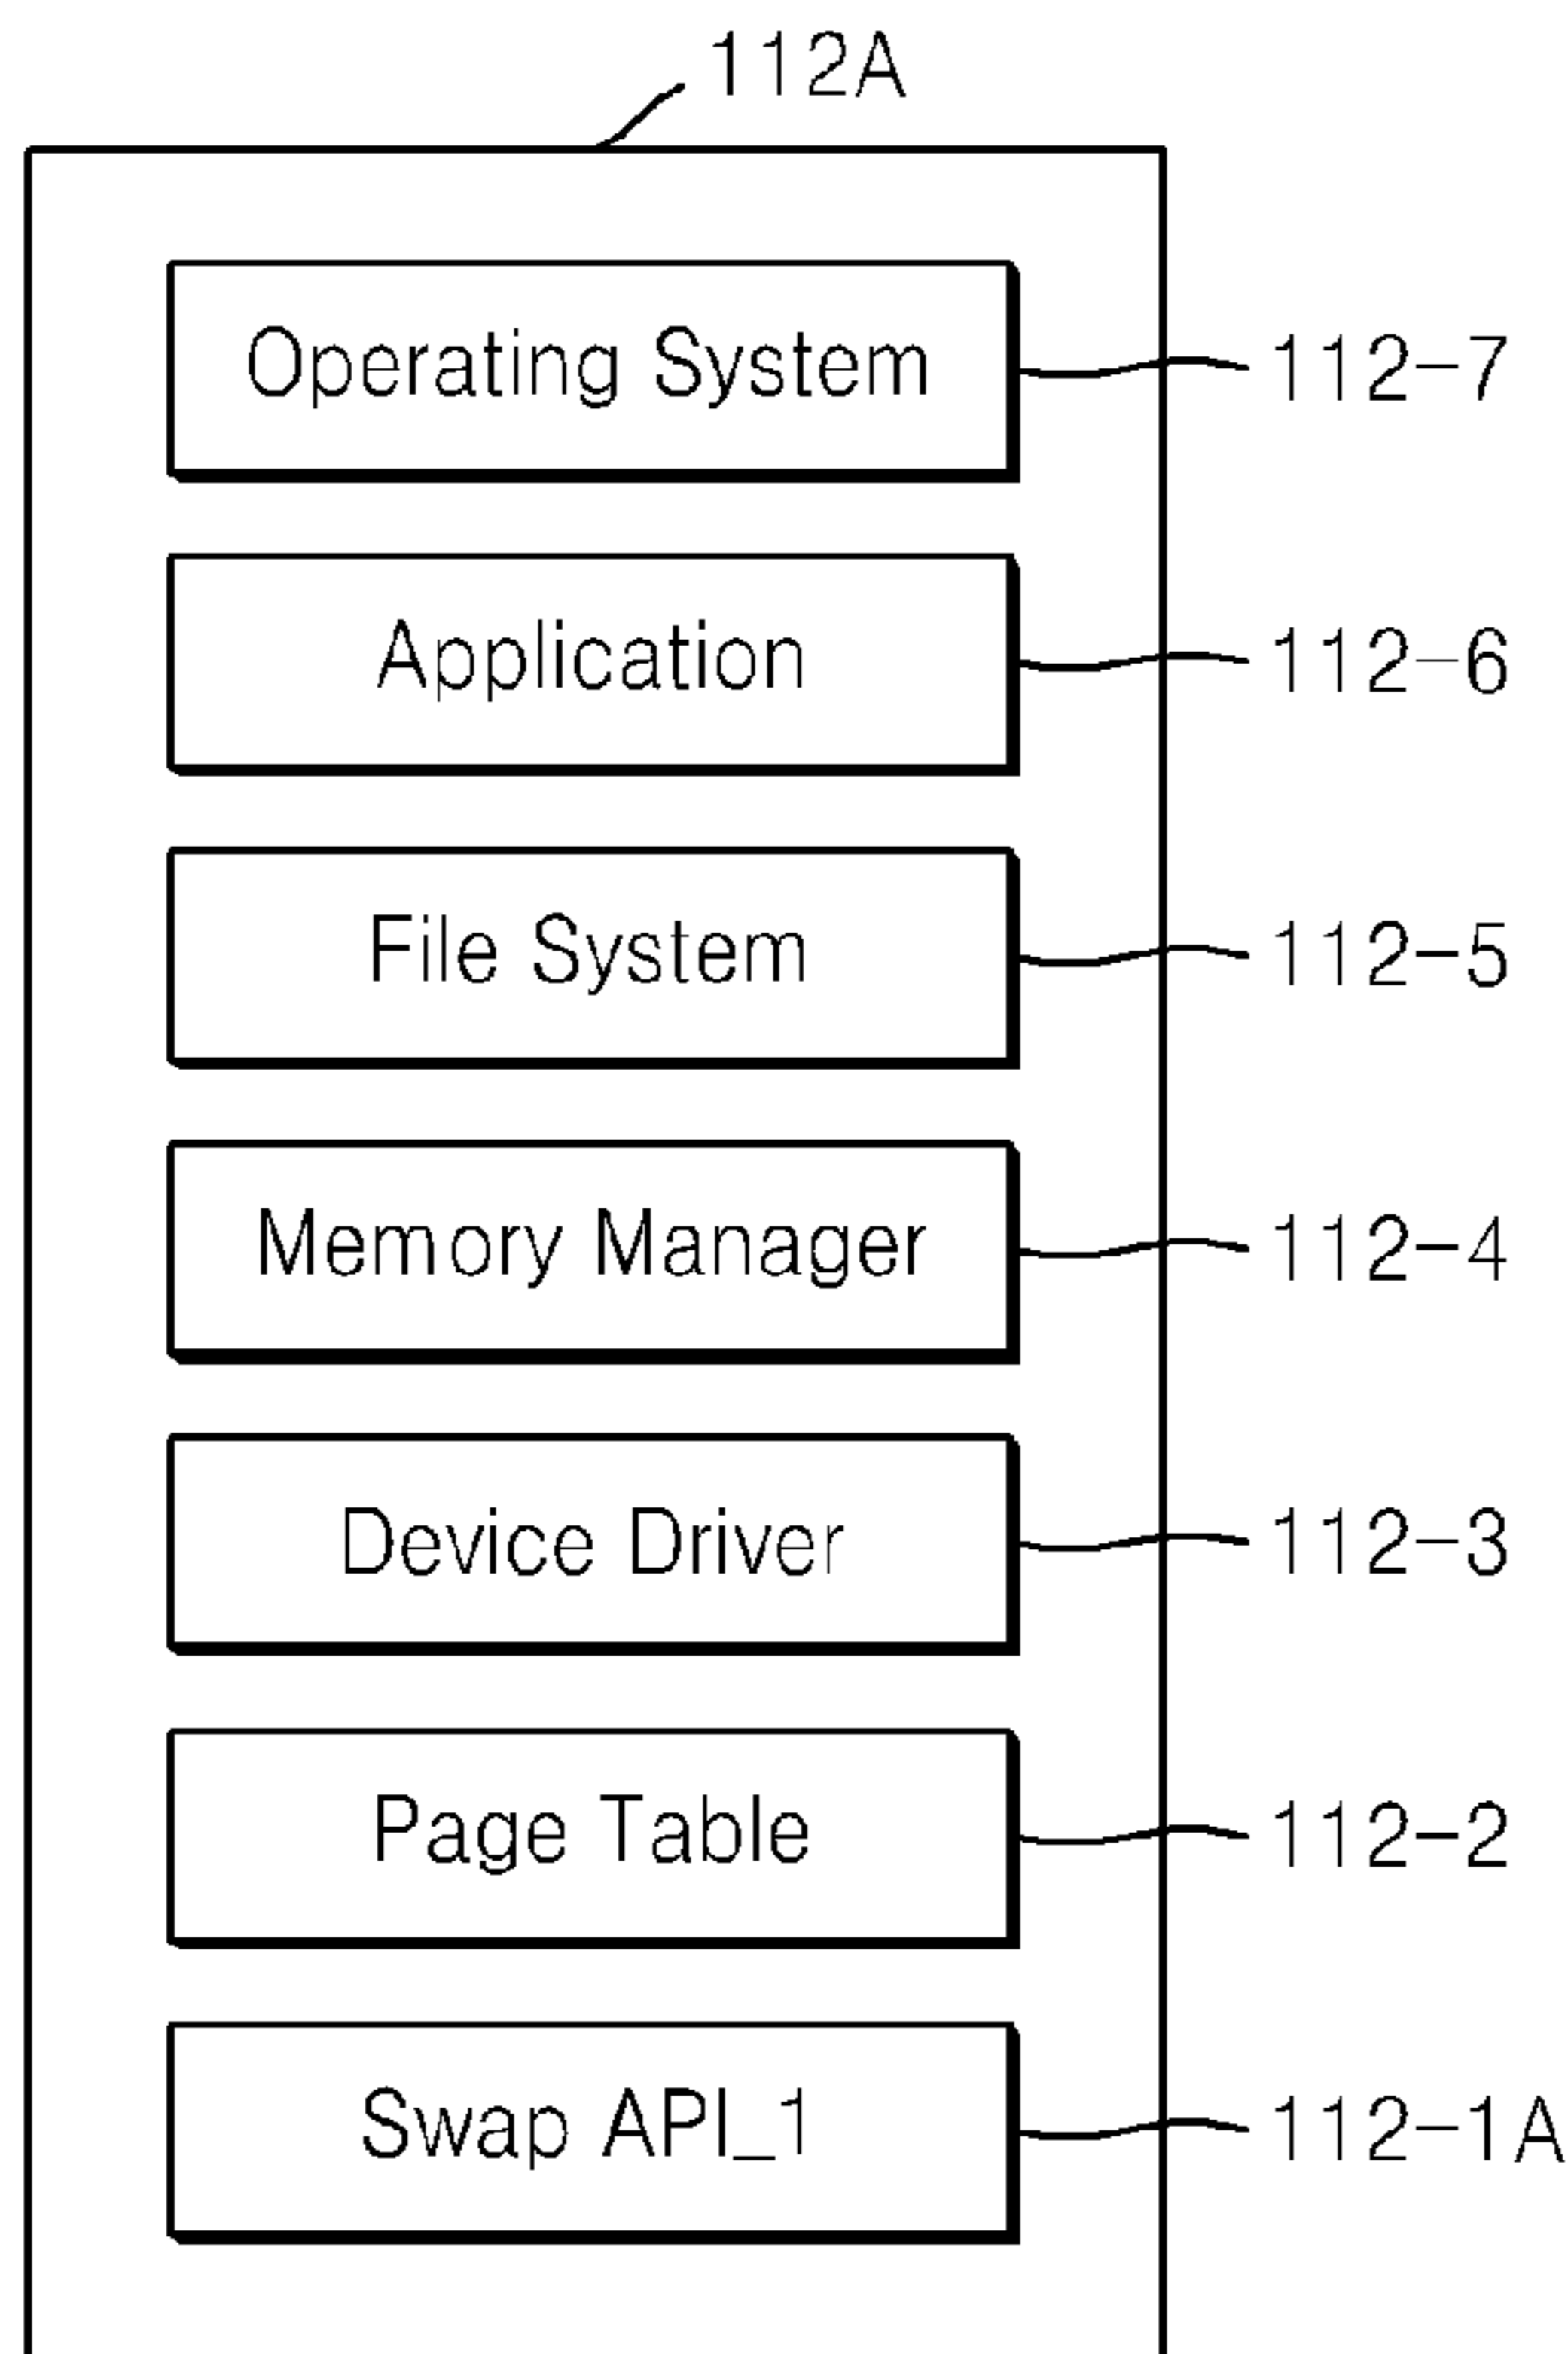 112A
Operating System 112-7
Application 112-6
File System 112-5
Memory Manager 112-4
Device Driver 112-3
Page Table 112-2
Swap API_1 112-1A